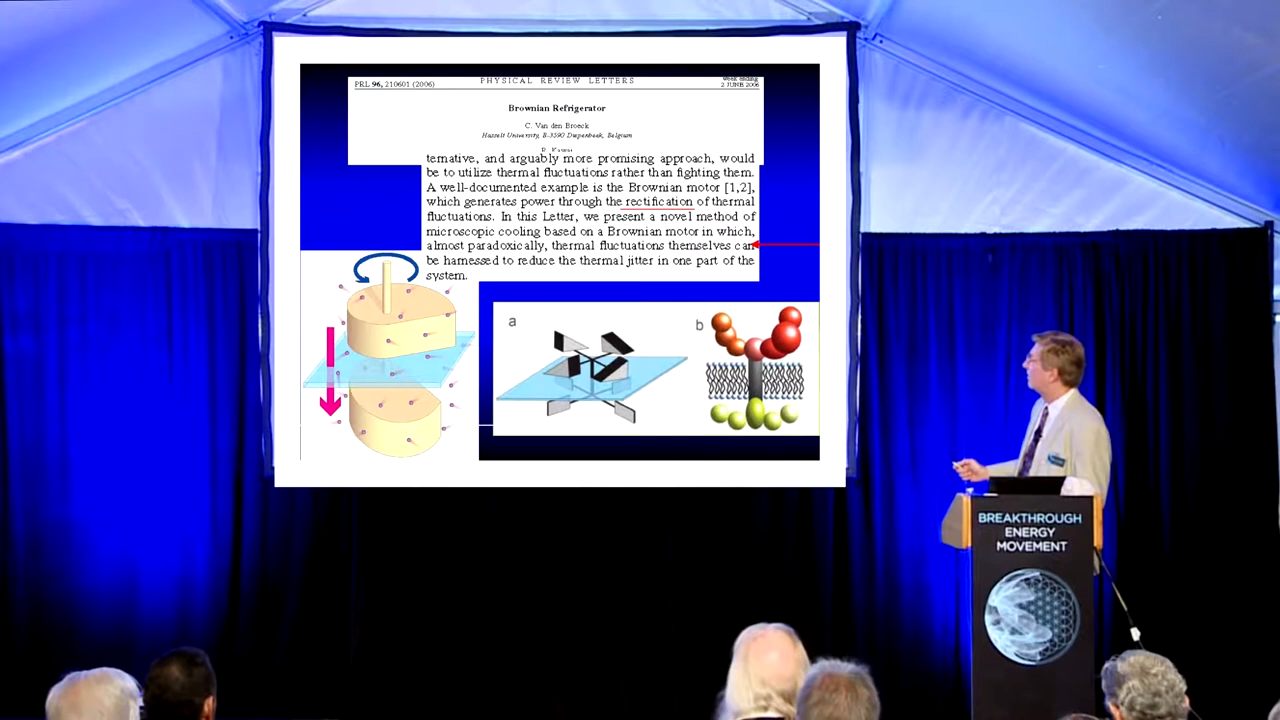 PRL 96, 210601 (2006) PHYSICAL REVIEW LETTERS week ending
2 JUNE 2006
Brownian Refrigerator
C. Van den Broeck
Hasselt University, B-3590 Diepenbeek, Belgium
R. Kawai
ternative, and arguably more promising approach, would
be to utilize thermal fluctuations rather than fighting them.
A well-documented example is the Brownian motor [1,2],
which generates power through the rectification of thermal
fluctuations. In this Letter, we present a novel method of
microscopic cooling based on a Brownian motor in which,
almost paradoxically, thermal fluctuations themselves can
be harnessed to reduce the thermal jitter in one part of the
system.
a
b
BREAKTHROUGH
ENERGY
MOVEMENT